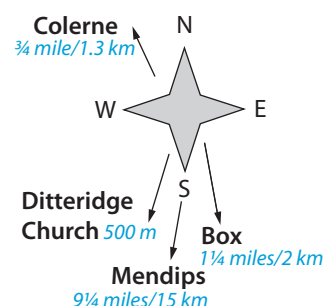 Colerne
¾ mile/1.3 km
N
W
E
S
Ditteridge
Church 500 m
Box
1¼ miles/2 km
Mendips
9¼ miles/15 km